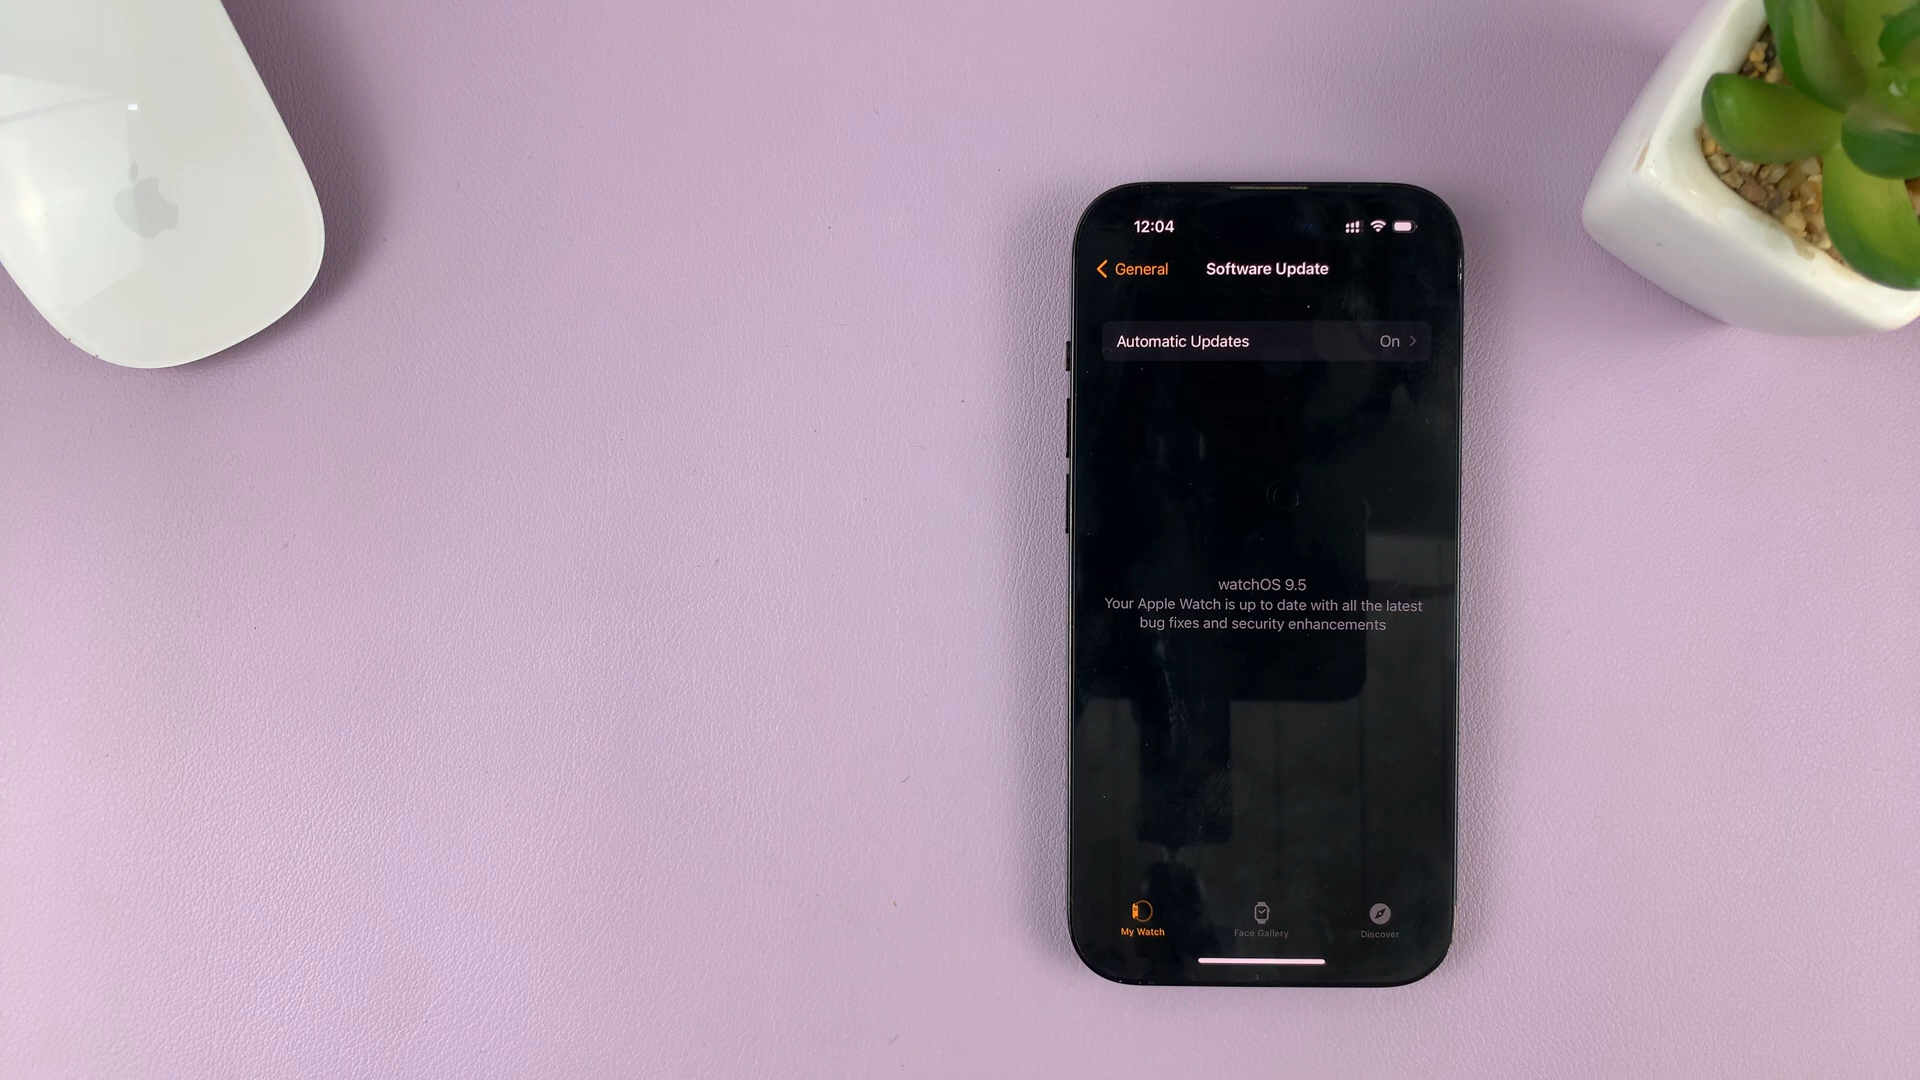 12:04
General
Software Update
Automatic Updates
On
watchOS 9.5
Your Apple Watch is up to date with all the latest
bug fixes and security enhancements
My Watch
Face Gallery
Discover